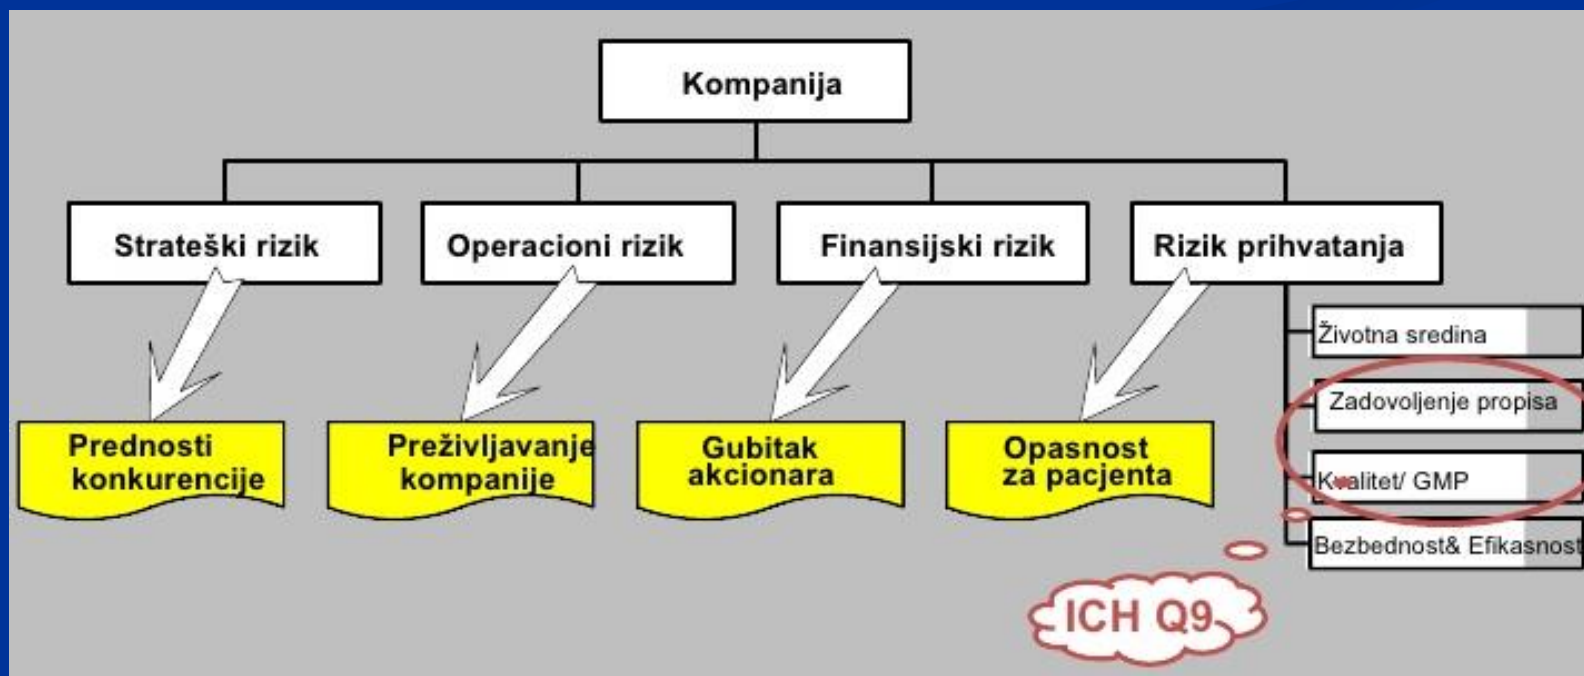 Kompanija
Strateški rizik
Operacioni rizik
Finansijski rizik
Rizik prihvatanja
Životna sredina
Zadovoljenje propisa
Kvalitet/ GMP
Bezbednost& Efikasnost
Prednosti
konkurencije
Preživljavanje
kompanije
Gubitak
akcionara
Opasnost
za pacjenta
ICH Q9